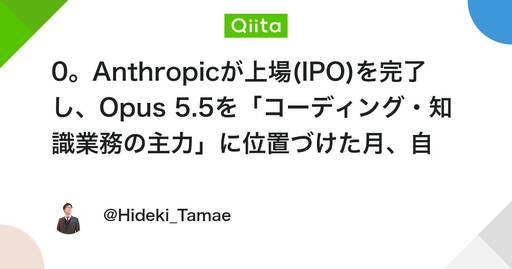 Qiita
0。Anthropicが上場(IPO)を完了
し、Opus 5.5を「コーディング・知
識業務の主力」に位置づけた月、自
@Hideki_Tamae